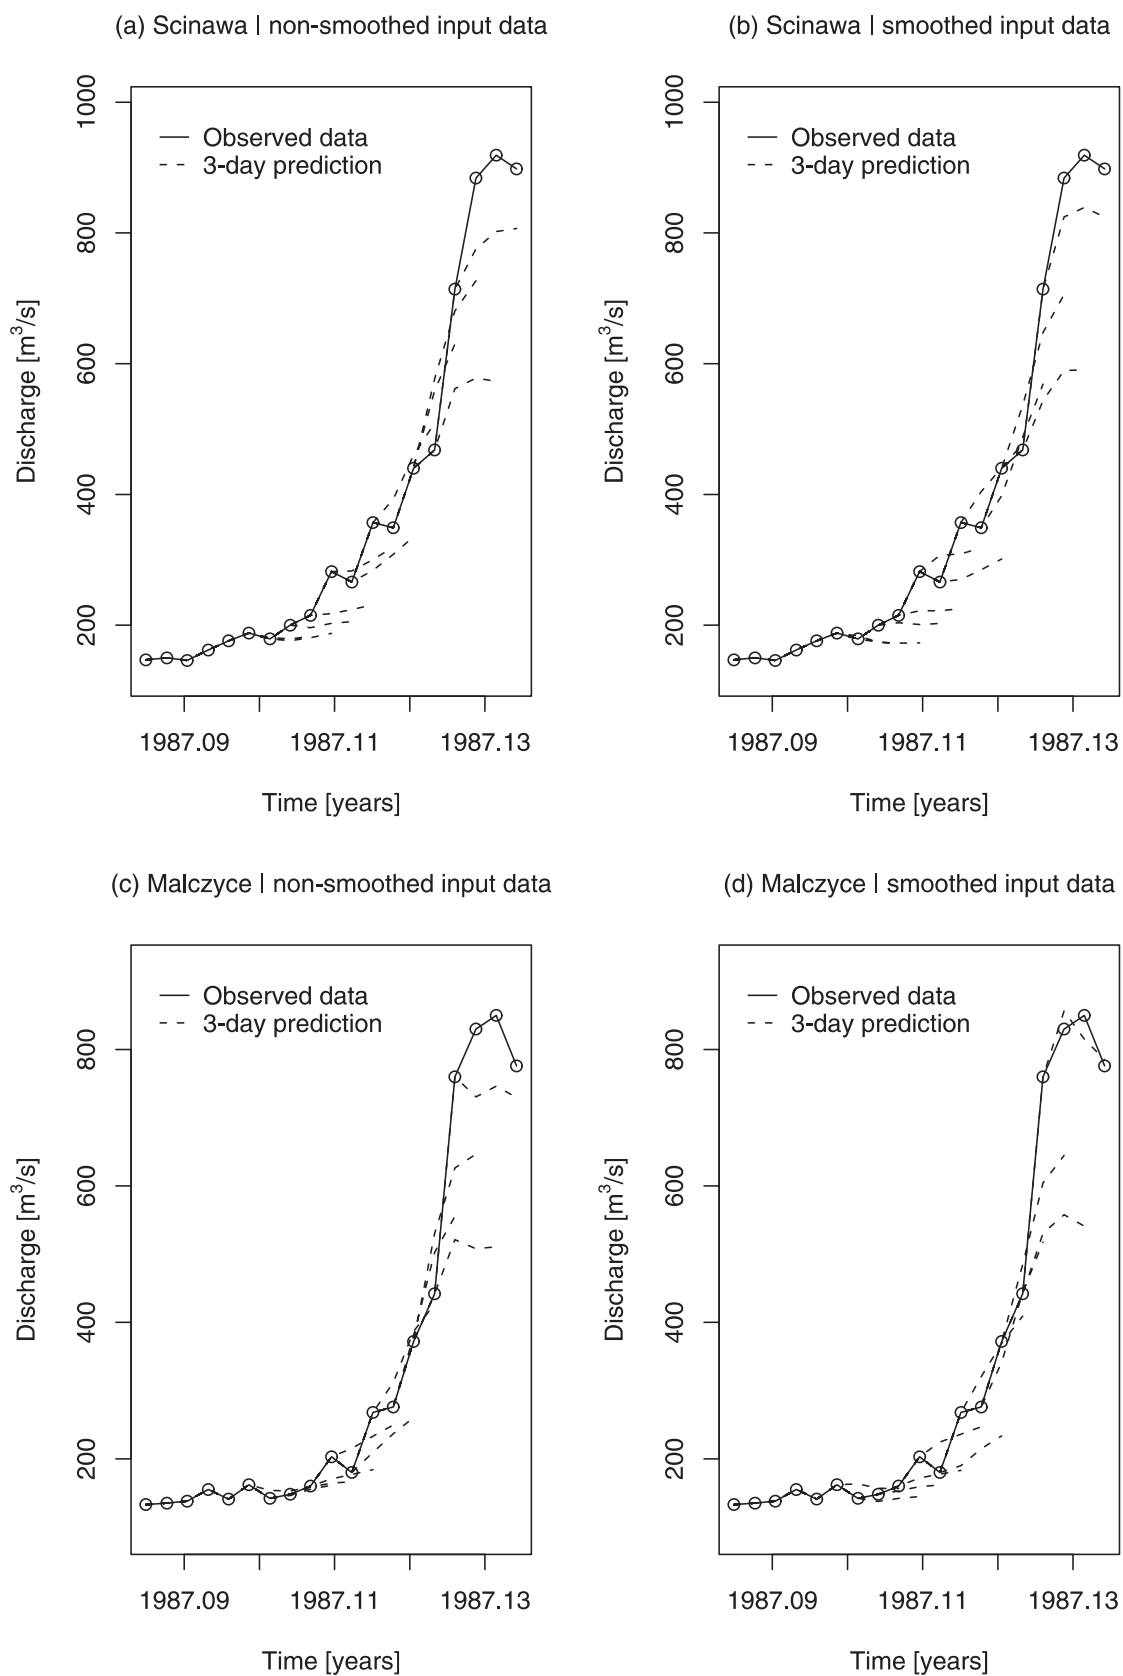 (a) Scinawa | non-smoothed input data
1000
800
600
400
200
Discharge [m³/s]
Observed data
3-day prediction
1987.09
1987.11
1987.13
Time [years]
(b) Scinawa | smoothed input data
1000
800
600
400
200
Discharge [m³/s]
Observed data
3-day prediction
1987.09
1987.11
1987.13
Time [years]
(c) Malczyce | non-smoothed input data
800
600
400
200
Discharge [m³/s]
Observed data
3-day prediction
1987.09
1987.11
1987.13
Time [years]
(d) Malczyce | smoothed input data
800
600
400
200
Discharge [m³/s]
Observed data
3-day prediction
1987.09
1987.11
1987.13
Time [years]